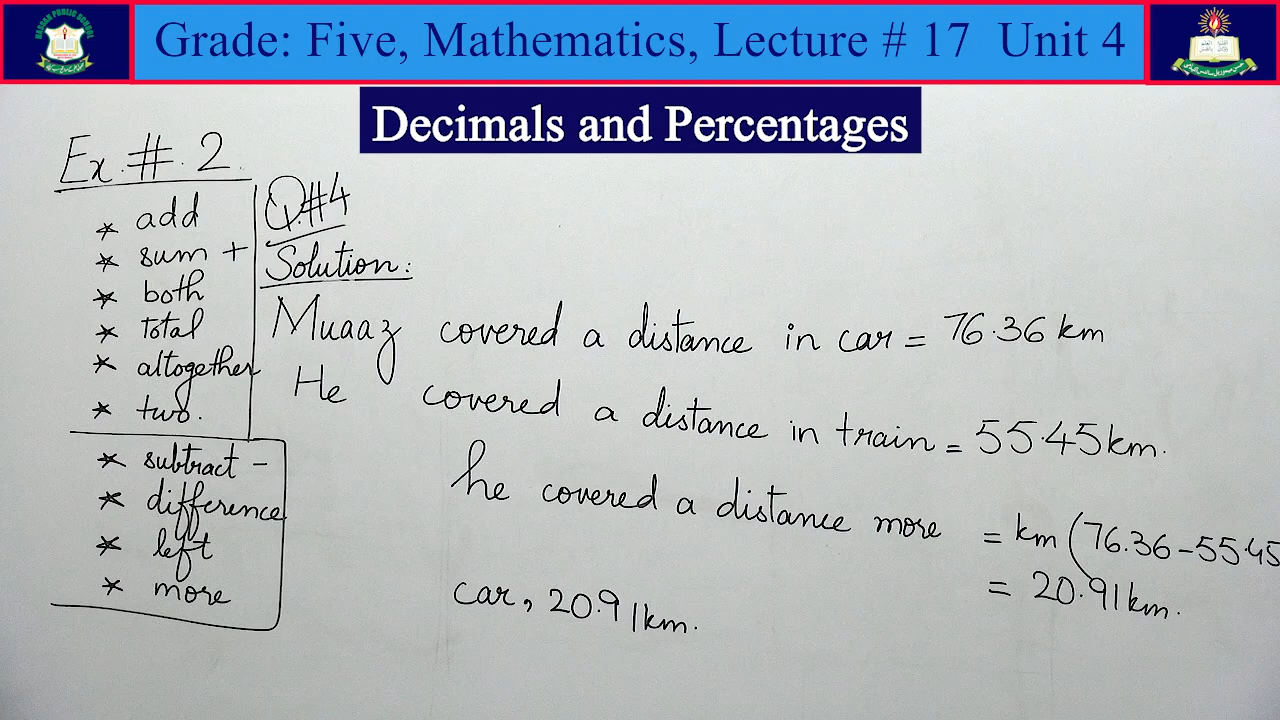 Grade: Five, Mathematics, Lecture # 17 Unit 4
Decimals and Percentages
Ex. # 2.
* add
* sum +
* both
* total
* altogether
* two.
* subtract -
* difference
* left
* more
Q.#4
Solution:
Muaaz covered a distance in car = 76.36 km
He covered a distance in train = 55.45 km.
he covered a distance more = km (76.36 - 55.45
= 20.91 km.
car, 20.91 km.